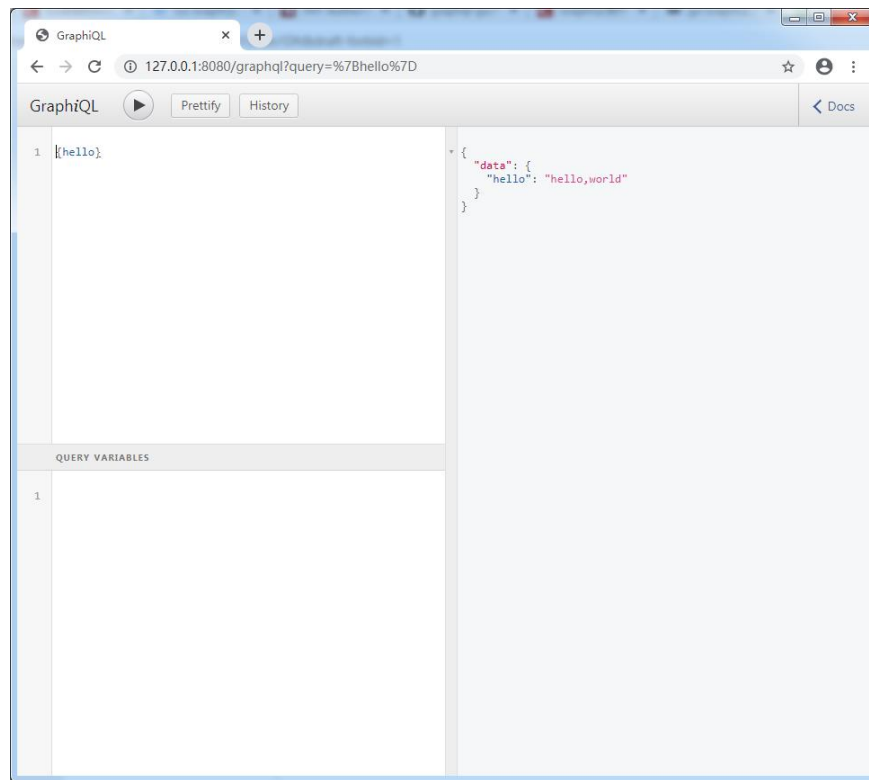 GraphiQL
127.0.0.1:8080/graphql?query=%7Bhello%7D
GraphiQL Prettify History Docs
1 {hello}
{
"data": {
"hello": "hello,world"
}
}
QUERY VARIABLES
1